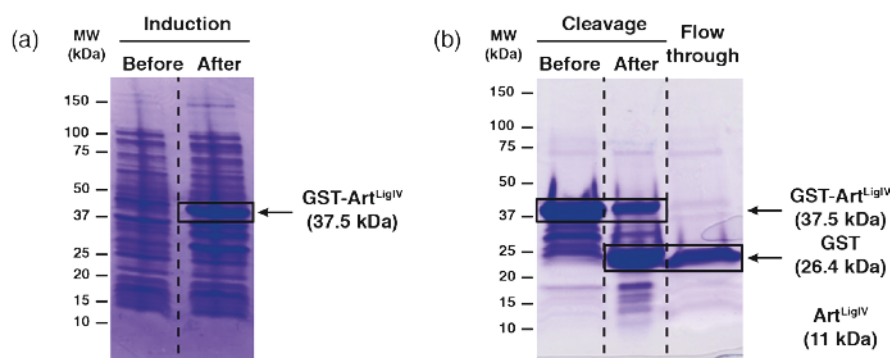 (a)
MW
(kDa)
Induction
Before After
150
100
75
50
37
25
20
15
10
GST-Art^LigIV
(37.5 kDa)
(b)
MW
(kDa)
Cleavage
Before After
Flow
through
150
100
75
50
37
25
20
15
10
GST-Art^LigIV
(37.5 kDa)
GST
(26.4 kDa)
Art^LigIV
(11 kDa)